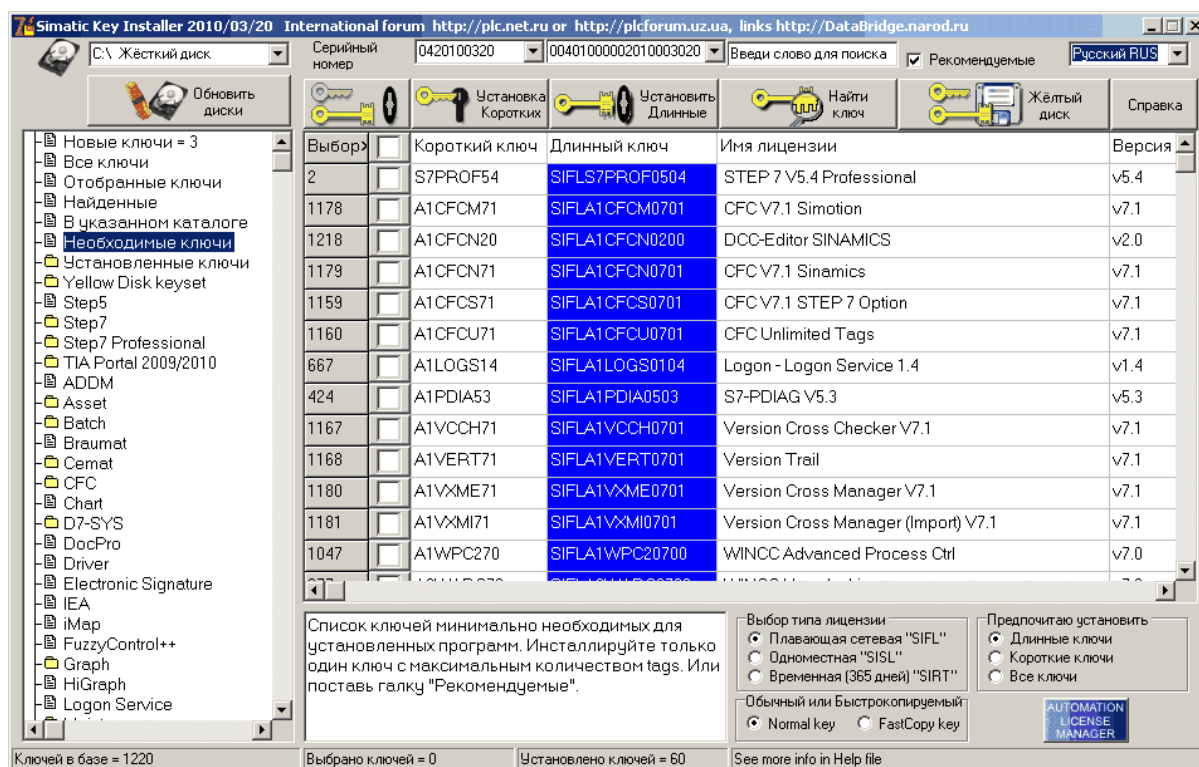 Simatic Key Installer 2010/03/20 International forum http://plc.net.ru or http://plcforum.uz.ua, links http://DataBridge.narod.ru
C:\ Жёсткий диск
Серийный номер
0420100320
00401000002010003020
Введи слово для поиска
Рекомендуемые
Русский RUS
Обновить диски
Установка Коротких
Установить Длинные
Найти ключ
Жёлтый диск
Справка
Новые ключи = 3
Все ключи
Отобранные ключи
Найденные
В указанном каталоге
Необходимые ключи
Установленные ключи
Yellow Disk keyset
Step5
Step7
Step7 Professional
TIA Portal 2009/2010
ADDM
Asset
Batch
Braumat
Cemat
CFC
Chart
D7-SYS
DocPro
Driver
Electronic Signature
IEA
iMap
FuzzyControl++
Graph
HiGraph
Logon Service
Выбор> Короткий ключ Длинный ключ Имя лицензии Версия
2 S7PROF54 SIFLS7PROF0504 STEP 7 V5.4 Professional v5.4
1178 A1CFCM71 SIFLA1CFCM0701 CFC V7.1 Simotion v7.1
1218 A1CFCN20 SIFLA1CFCN0200 DCC-Editor SINAMICS v2.0
1179 A1CFCN71 SIFLA1CFCN0701 CFC V7.1 Sinamics v7.1
1159 A1CFCS71 SIFLA1CFCS0701 CFC V7.1 STEP 7 Option v7.1
1160 A1CFCU71 SIFLA1CFCU0701 CFC Unlimited Tags v7.1
667 A1LOGS14 SIFLA1LOGS0104 Logon - Logon Service 1.4 v1.4
424 A1PDIA53 SIFLA1PDIA0503 S7-PDIAG V5.3 v5.3
1167 A1VCCH71 SIFLA1VCCH0701 Version Cross Checker V7.1 v7.1
1168 A1VERT71 SIFLA1VERT0701 Version Trail v7.1
1180 A1VXME71 SIFLA1VXME0701 Version Cross Manager V7.1 v7.1
1181 A1VXMI71 SIFLA1VXMI0701 Version Cross Manager (Import) V7.1 v7.1
1047 A1WPC270 SIFLA1WPC20700 WINCC Advanced Process Ctrl v7.0
Список ключей минимально необходимых для
установленных программ. Инсталлируйте только
один ключ с максимальным количеством tags. Или
поставь галку "Рекомендуемые".
Выбор типа лицензии
Плавающая сетевая "SIFL"
Одноместная "SISL"
Временная (365 дней) "SIRT"
Обычный или Быстрокопируемый
Normal key FastCopy key
Предпочитаю установить
Длинные ключи
Короткие ключи
Все ключи
AUTOMATION
LICENSE
MANAGER
Ключей в базе = 1220
Выбрано ключей = 0
Установлено ключей = 60
See more info in Help file